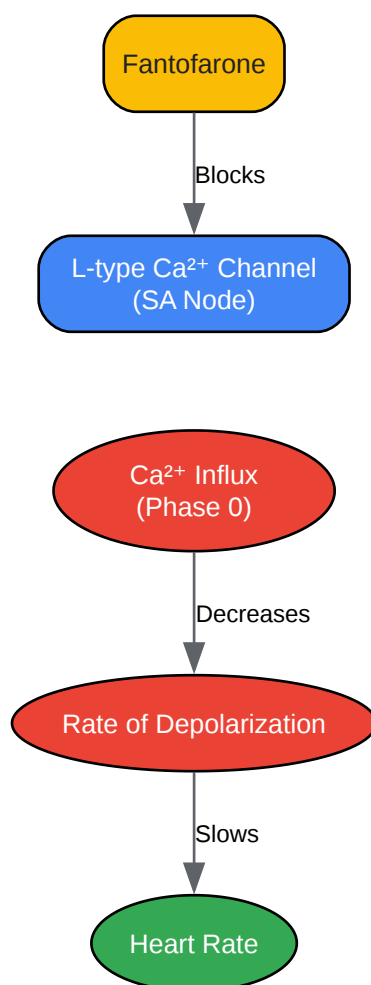 Fantofarone
Blocks
L-type Ca²⁺ Channel
(SA Node)
Ca²⁺ Influx
(Phase 0)
Decreases
Rate of Depolarization
Slows
Heart Rate